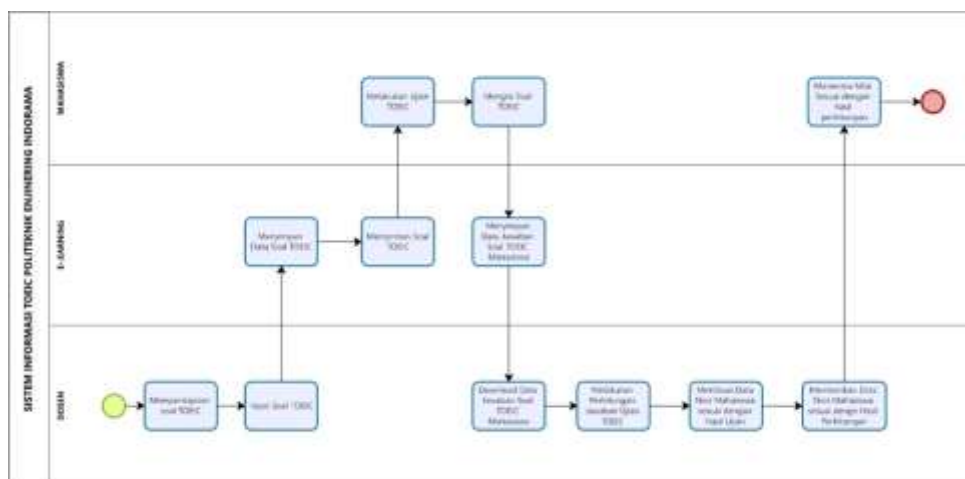 SISTEM INFORMASI TOEIC POLITEKNIK ENJINERING INDORAMA
MAHASISWA
Melakukan Ujian
TOEIC
Mengisi Soal
TOEIC
Menerima Nilai
Sesuai dengan
Hasil
perhitungan
E-LEARNING
Menyimpan
Data Soal TOEIC
Soal
TOEIC
Menyimpan
Data Jawaban
Soal TOEIC
Mahasiswa
DOSEN
Mempersiapkan
soal TOEIC
Input Soal TOEIC
Download Data
Jawaban Soal
TOEIC
Mahasiswa
Melakukan
Perhitungan
Jawaban Ujian
TOEIC
Membuat Data
Nilai Mahasiswa
sesuai dengan
Hasil Ujian
Memberikan Data
Nilai Mahasiswa
sesuai dengan Hasil
Perhitungan